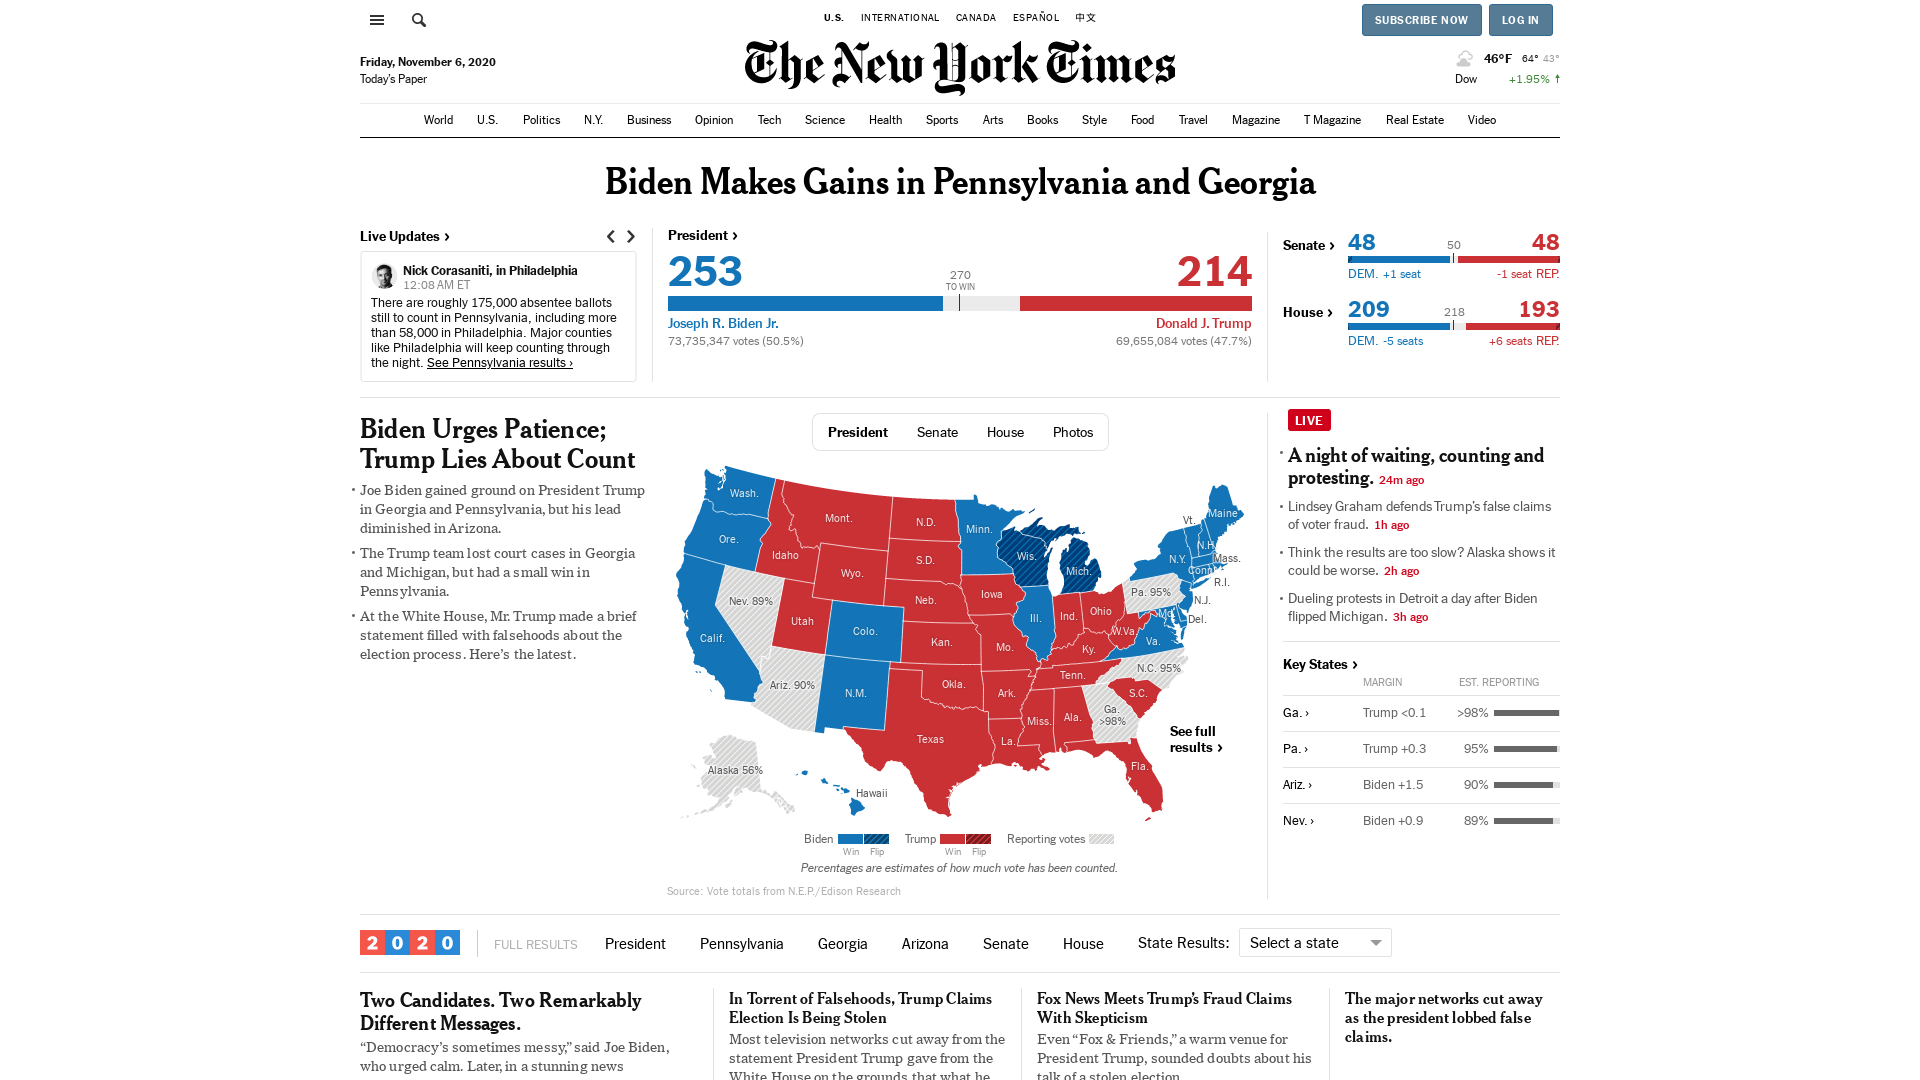 U.S.
INTERNATIONAL
CANADA
ESPAÑOL
中文
SUBSCRIBE NOW
LOG IN
Friday, November 6, 2020
Today's Paper
The New York Times
46°F 64° 43°
Dow +1.95% ↑
World
U.S.
Politics
N.Y.
Business
Opinion
Tech
Science
Health
Sports
Arts
Books
Style
Food
Travel
Magazine
T Magazine
Real Estate
Video
Biden Makes Gains in Pennsylvania and Georgia
Live Updates ›
Nick Corasaniti, in Philadelphia
12:08 AM ET
There are roughly 175,000 absentee ballots
still to count in Pennsylvania, including more
than 58,000 in Philadelphia. Major counties
like Philadelphia will keep counting through
the night. See Pennsylvania results ›
President ›
253
270
TO WIN
214
Joseph R. Biden Jr.
Donald J. Trump
73,735,347 votes (50.5%)
69,655,084 votes (47.7%)
Senate ›
48
50
48
DEM. +1 seat
-1 seat REP.
House ›
209
218
193
DEM. -5 seats
+6 seats REP.
Biden Urges Patience;
Trump Lies About Count
• Joe Biden gained ground on President Trump
in Georgia and Pennsylvania, but his lead
diminished in Arizona.
• The Trump team lost court cases in Georgia
and Michigan, but had a small win in
Pennsylvania.
• At the White House, Mr. Trump made a brief
statement filled with falsehoods about the
election process. Here's the latest.
President
Senate
House
Photos
Wash.
Ore.
Calif.
Nev. 89%
Idaho
Mont.
Wyo.
Utah
Ariz. 90%
Colo.
N.M.
N.D.
S.D.
Neb.
Kan.
Okla.
Texas
Minn.
Iowa
Mo.
Ark.
La.
Wis.
Ill.
Mich.
Ind.
Ohio
Ky.
Tenn.
Miss.
Ala.
Ga.
>98%
Fla.
S.C.
N.C. 95%
Va.
W.Va.
Md.
Del.
N.J.
Pa. 95%
N.Y.
Conn.
R.I.
Mass.
N.H.
Vt.
Maine
Alaska 56%
Hawaii
See full
results ›
Biden
Win
Flip
Trump
Win
Flip
Reporting votes
Percentages are estimates of how much vote has been counted.
Source: Vote totals from N.E.P./Edison Research
LIVE
• A night of waiting, counting and
protesting. 24m ago
• Lindsey Graham defends Trump's false claims
of voter fraud. 1h ago
• Think the results are too slow? Alaska shows it
could be worse. 2h ago
• Dueling protests in Detroit a day after Biden
flipped Michigan. 3h ago
Key States ›
MARGIN
EST. REPORTING
Ga. › Trump <0.1 >98%
Pa. › Trump +0.3 95%
Ariz. › Biden +1.5 90%
Nev. › Biden +0.9 89%
2020
FULL RESULTS
President
Pennsylvania
Georgia
Arizona
Senate
House
State Results:
Select a state
Two Candidates. Two Remarkably
Different Messages.
“Democracy's sometimes messy,” said Joe Biden,
who urged calm. Later, in a stunning news
In Torrent of Falsehoods, Trump Claims
Election Is Being Stolen
Most television networks cut away from the
statement President Trump gave from the
White House on the grounds that what he
Fox News Meets Trump's Fraud Claims
With Skepticism
Even “Fox & Friends,” a warm venue for
President Trump, sounded doubts about his
talk of a stolen election.
The major networks cut away
as the president lobbed false
claims.